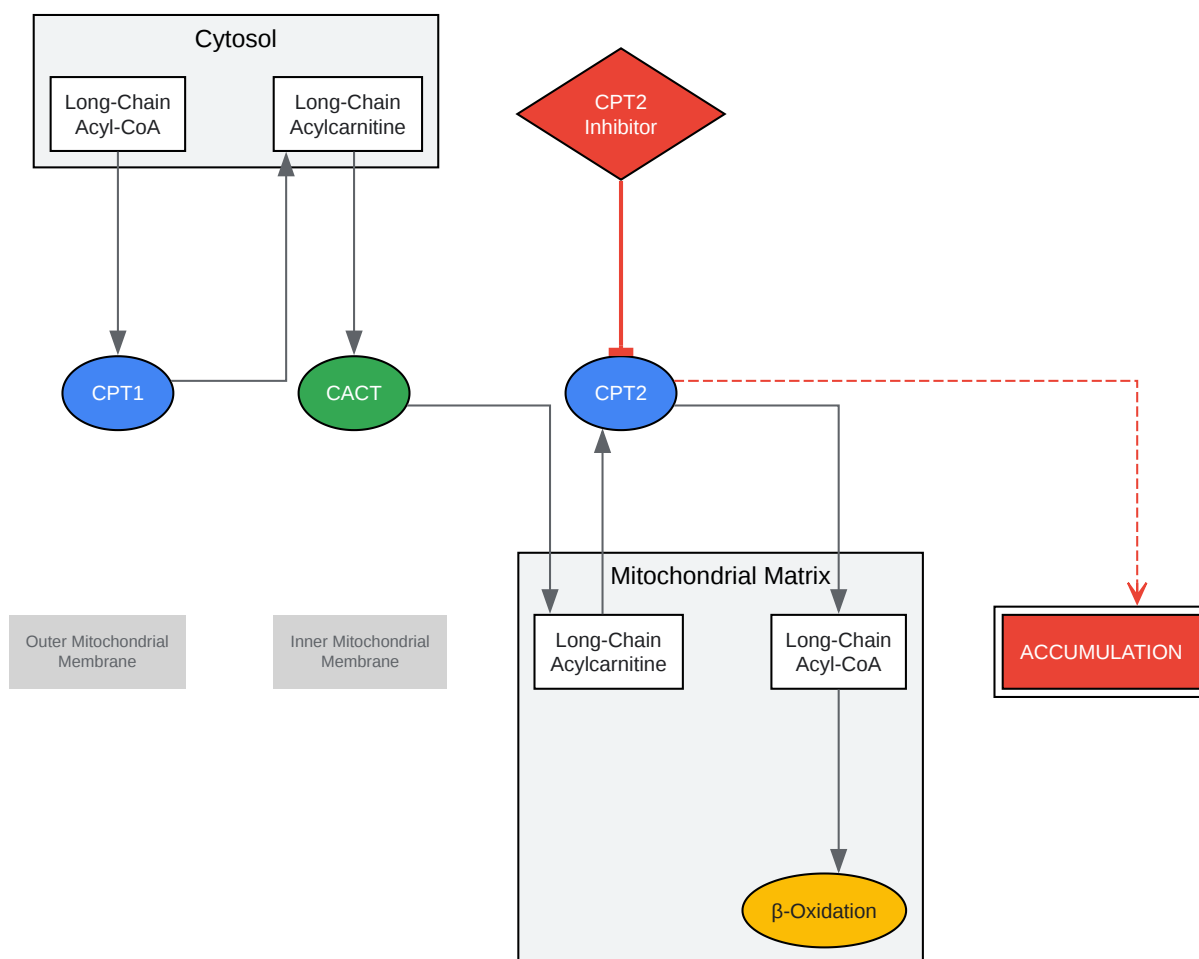 Cytosol
Long-Chain
Acyl-CoA
Long-Chain
Acylcarnitine
CPT2
Inhibitor
CPT1
CACT
CPT2
Mitochondrial Matrix
Outer Mitochondrial
Membrane
Inner Mitochondrial
Membrane
Long-Chain
Acylcarnitine
Long-Chain
Acyl-CoA
ACCUMULATION
β-Oxidation